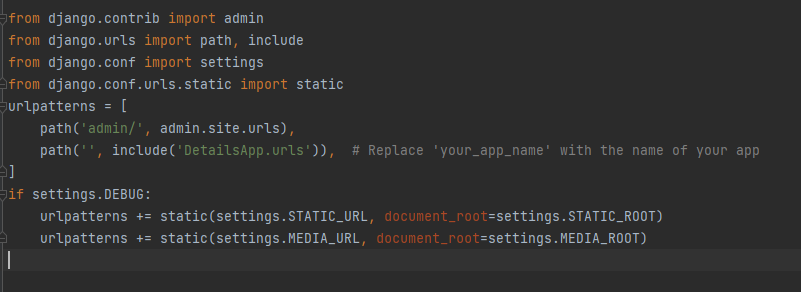 from django.contrib import admin
from django.urls import path, include
from django.conf import settings
from django.conf.urls.static import static
urlpatterns = [
    path('admin/', admin.site.urls),
    path('', include('DetailsApp.urls')),  # Replace 'your_app_name' with the name of your app
]
if settings.DEBUG:
    urlpatterns += static(settings.STATIC_URL, document_root=settings.STATIC_ROOT)
    urlpatterns += static(settings.MEDIA_URL, document_root=settings.MEDIA_ROOT)